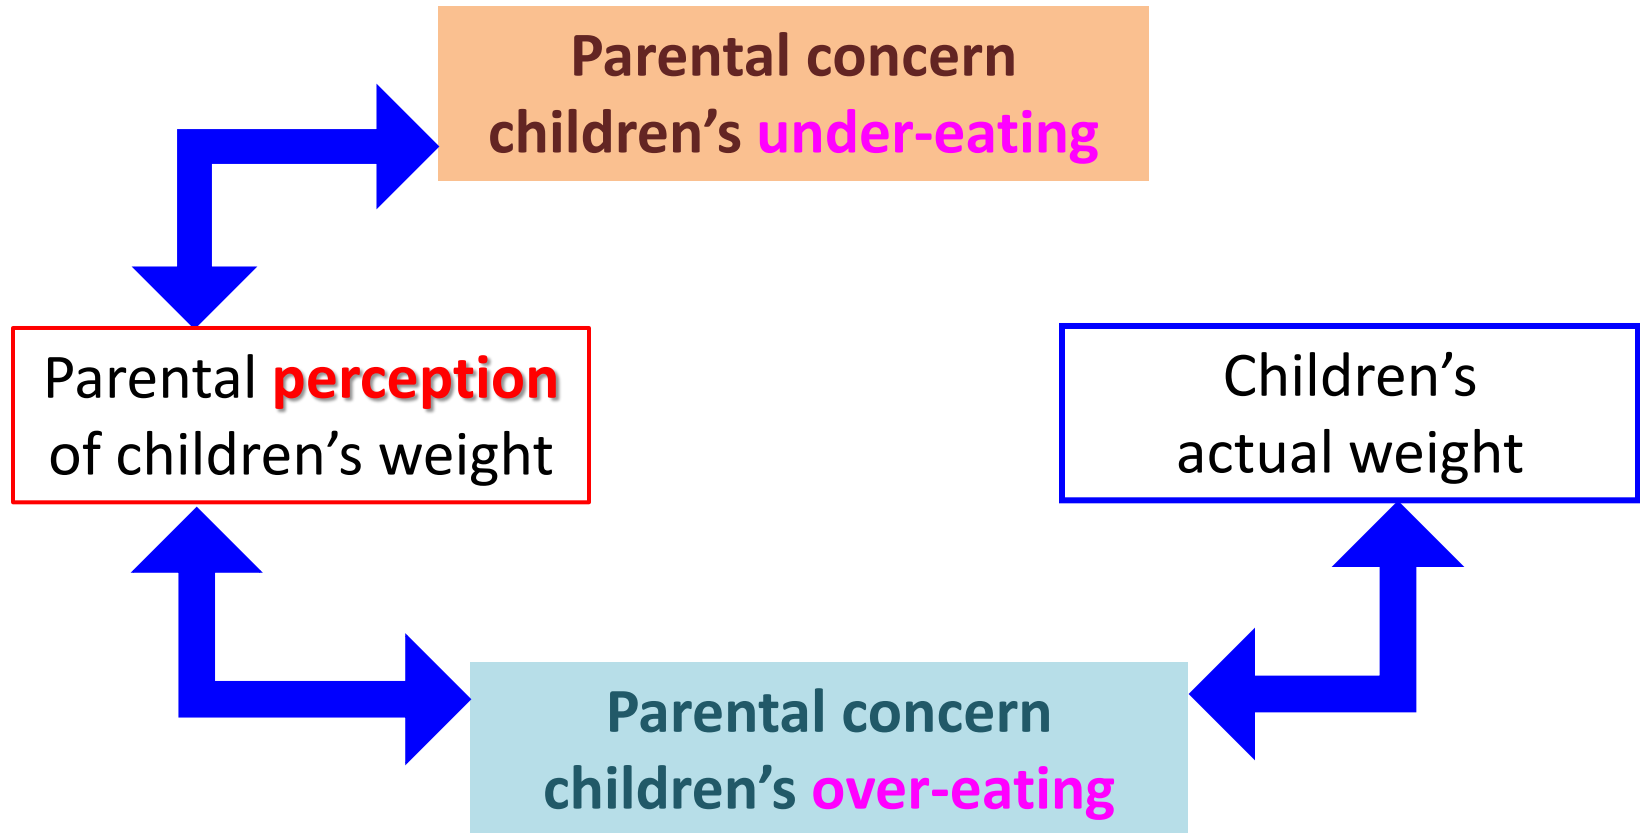 Parental concern
children’s under-eating
Parental perception
of children’s weight
Children’s
actual weight
Parental concern
children’s over-eating